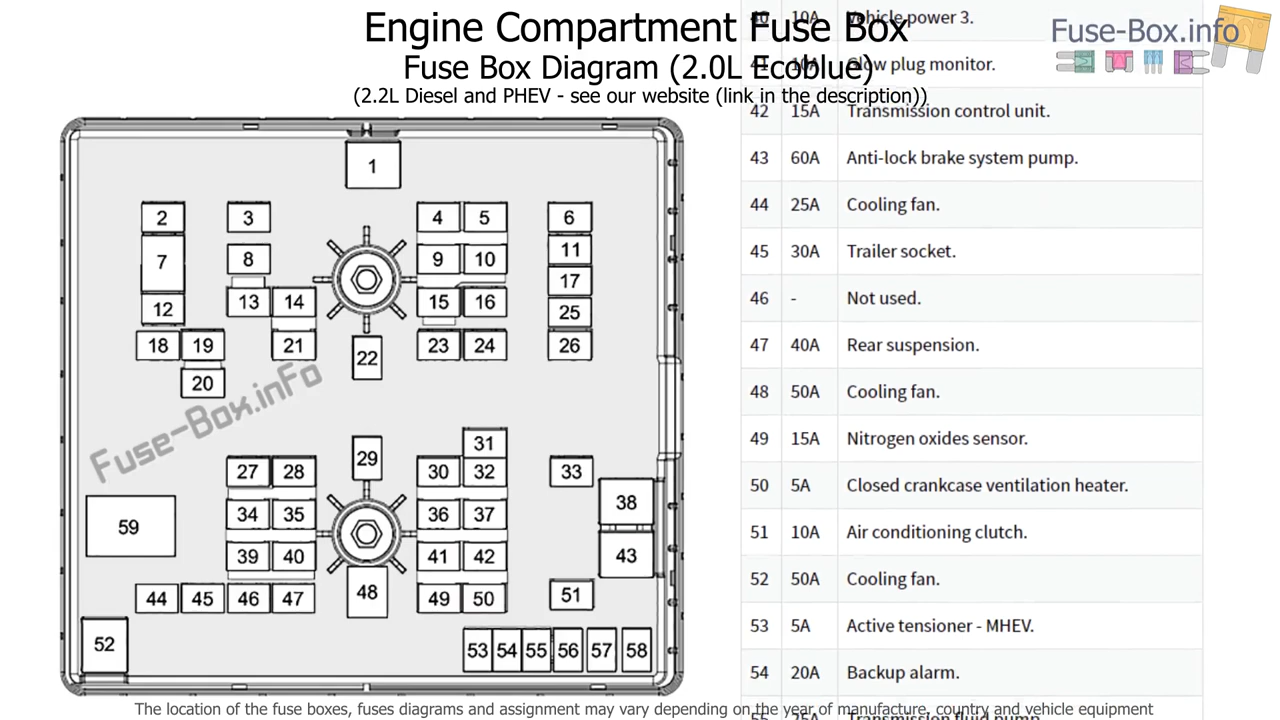 Engine Compartment Fuse Box
Fuse Box Diagram (2.0L Ecoblue)
(2.2L Diesel and PHEV - see our website (link in the description))
Fuse-Box.info
1
2 3 4 5 6
7 8 9 10 11
12 13 14 15 16 17
18 19 20 21 22 23 24 25 26
Fuse-Box.inFo
27 28 29 30 31 32 33
34 35 36 37 38
39 40 41 42 43
44 45 46 47 48 49 50 51
52 53 54 55 56 57 58
59
40 10A Vehicle power 3.
41 10A Glow plug monitor.
42 15A Transmission control unit.
43 60A Anti-lock brake system pump.
44 25A Cooling fan.
45 30A Trailer socket.
46 - Not used.
47 40A Rear suspension.
48 50A Cooling fan.
49 15A Nitrogen oxides sensor.
50 5A Closed crankcase ventilation heater.
51 10A Air conditioning clutch.
52 50A Cooling fan.
53 5A Active tensioner - MHEV.
54 20A Backup alarm.
55 25A Transmission fluid pump.
The location of the fuse boxes, fuses diagrams and assignment may vary depending on the year of manufacture, country and vehicle equipment